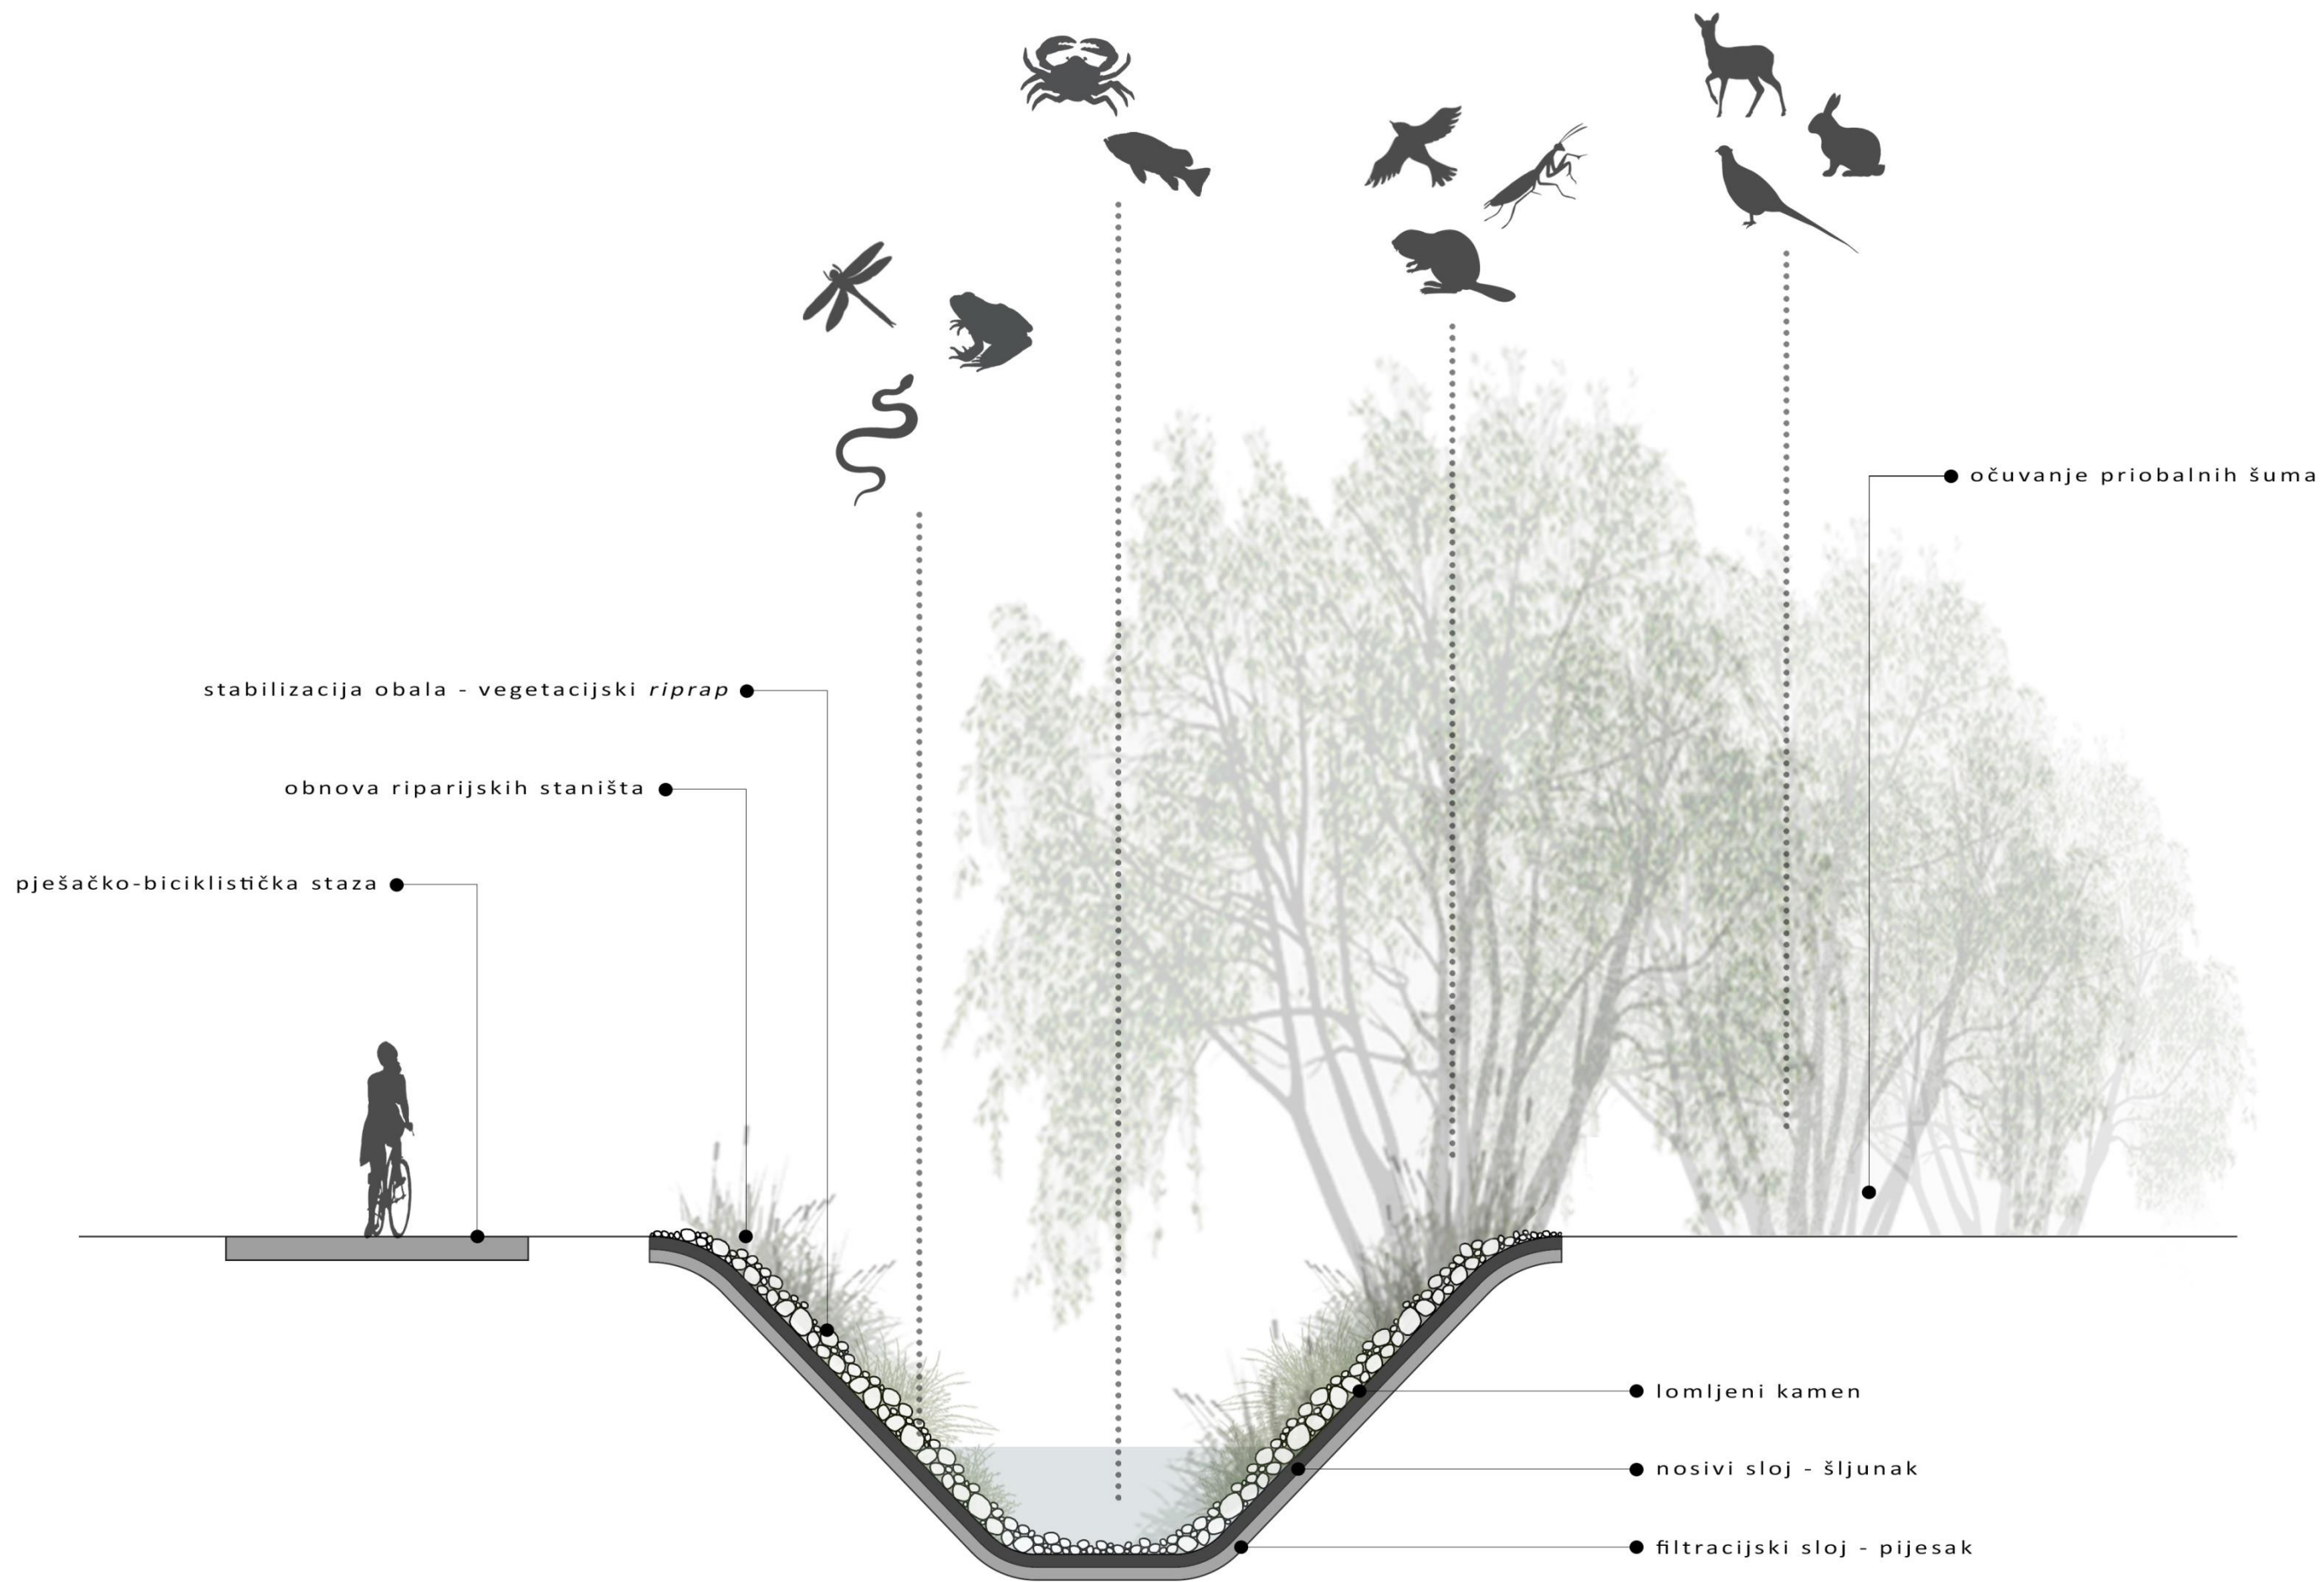 očuvanje priobalnih šuma
stabilizacija obala - vegetacijski riprap
obnova riparijskih staništa
pješačko-biciklistička staza
lomljeni kamen
nosivi sloj - šljunak
filtracijski sloj - pijesak